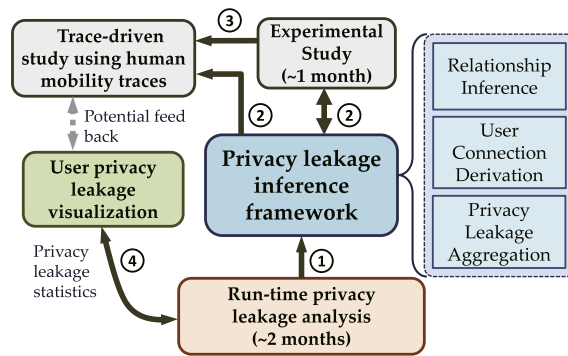 Trace-driven
study using human
mobility traces
③
Experimental
Study
(~1 month)
②
②
Potential feed
back
User privacy
leakage
visualization
Privacy leakage
inference
framework
Relationship
Inference
User
Connection
Derivation
Privacy
Leakage
Aggregation
Privacy
leakage
statistics
④
①
Run-time privacy
leakage analysis
(~2 months)